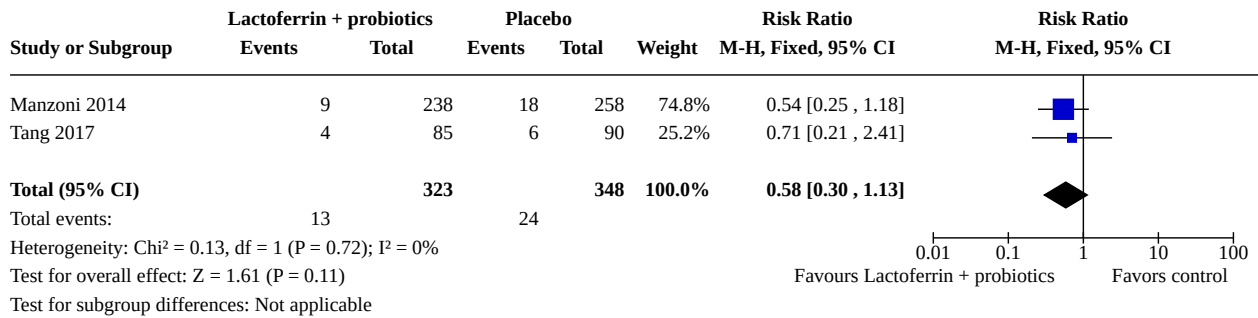 Lactoferrin + probiotics Placebo Risk Ratio Risk Ratio
Study or Subgroup Events Total Events Total Weight M-H, Fixed, 95% CI M-H, Fixed, 95% CI
Manzoni 2014 9 238 18 258 74.8% 0.54 [0.25 , 1.18]
Tang 2017 4 85 6 90 25.2% 0.71 [0.21 , 2.41]
Total (95% CI) 323 348 100.0% 0.58 [0.30 , 1.13]
Total events: 13 24
Heterogeneity: Chi² = 0.13, df = 1 (P = 0.72); I² = 0%
0.01 0.1 1 10 100
Test for overall effect: Z = 1.61 (P = 0.11) Favours Lactoferrin + probiotics Favors control
Test for subgroup differences: Not applicable